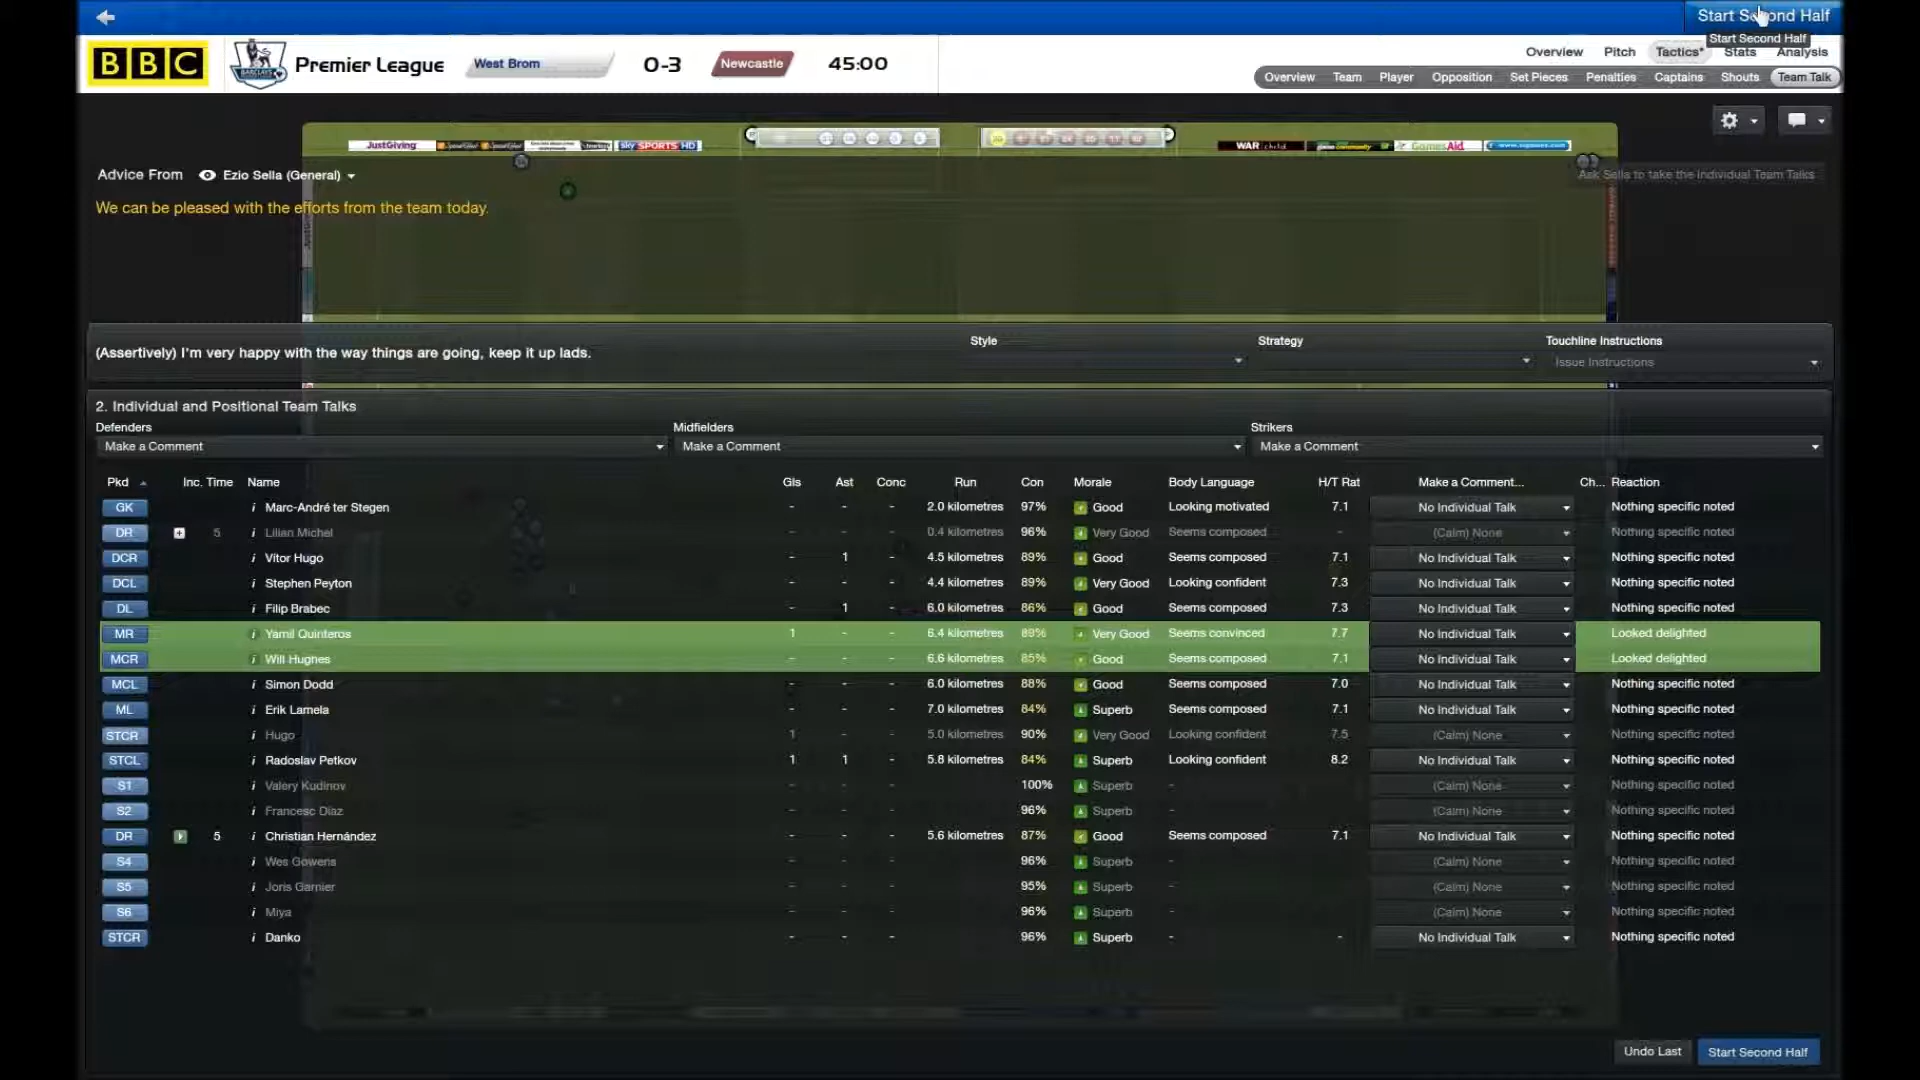 Start Second Half
Start Second Half
BBC Premier League West Brom 0-3 Newcastle 45:00
Overview Pitch Tactics* Stats Analysis
Overview Team Player Opposition Set Pieces Penalties Captains Shouts Team Talk
JustGiving sky SPORTS HD WAR child GamesAid
Advice From Ezio Sella (General) Ask Sella to take the Individual Team Talks
We can be pleased with the efforts from the team today.
Style Strategy Touchline Instructions
(Assertively) I'm very happy with the way things are going, keep it up lads.
Issue Instructions
2. Individual and Positional Team Talks
Defenders Midfielders Strikers
Make a Comment Make a Comment Make a Comment
Pkd Inc. Time Name Gls Ast Conc Run Con Morale Body Language H/T Rat Make a Comment... Ch... Reaction
GK i Marc-André ter Stegen - - - 2.0 kilometres 97% Good Looking motivated 7.1 No Individual Talk Nothing specific noted
DR 5 i Lilian Michel - - - 0.4 kilometres 96% Very Good Seems composed - (Calm) None Nothing specific noted
DCR i Vítor Hugo - 1 - 4.5 kilometres 89% Good Seems composed 7.1 No Individual Talk Nothing specific noted
DCL i Stephen Peyton - - - 4.4 kilometres 89% Very Good Looking confident 7.3 No Individual Talk Nothing specific noted
DL i Filip Brabec - 1 - 6.0 kilometres 86% Good Seems composed 7.3 No Individual Talk Nothing specific noted
MR i Yamil Quinteros 1 - - 6.4 kilometres 89% Very Good Seems convinced 7.7 No Individual Talk Looked delighted
MCR i Will Hughes - - - 6.6 kilometres 85% Good Seems composed 7.1 No Individual Talk Looked delighted
MCL i Simon Dodd - - - 6.0 kilometres 88% Good Seems composed 7.0 No Individual Talk Nothing specific noted
ML i Erik Lamela - - - 7.0 kilometres 84% Superb Seems composed 7.1 No Individual Talk Nothing specific noted
STCR i Hugo 1 - - 5.0 kilometres 90% Very Good Looking confident 7.5 (Calm) None Nothing specific noted
STCL i Radoslav Petkov 1 1 - 5.8 kilometres 84% Superb Looking confident 8.2 No Individual Talk Nothing specific noted
S1 i Valery Kudinov - - - 100% Superb - (Calm) None Nothing specific noted
S2 i Francesc Díaz - - - 96% Superb - (Calm) None Nothing specific noted
DR 5 i Christian Hernández - - - 5.6 kilometres 87% Good Seems composed 7.1 No Individual Talk Nothing specific noted
S4 i Wes Gowens - - - 96% Superb - (Calm) None Nothing specific noted
S5 i Joris Garnier - - - 95% Superb - (Calm) None Nothing specific noted
S6 i Miya - - - 96% Superb - (Calm) None Nothing specific noted
STCR i Danko - - - 96% Superb - - No Individual Talk Nothing specific noted
Undo Last Start Second Half